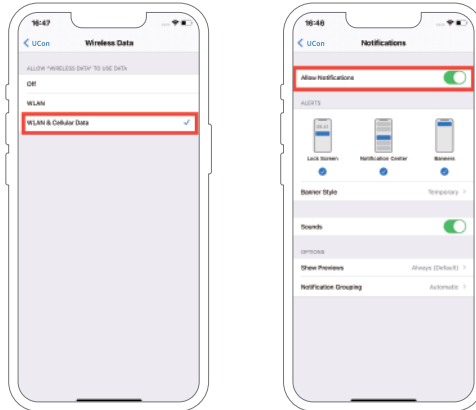 16:47
UCon
Wireless Data
ALLOW "WIRELESS DATA" TO USE DATA
Off
WLAN
WLAN & Cellular Data
16:46
UCon
Notifications
Allow Notifications
ALERTS
Lock Screen Notification Center Banners
Banner Style Temporary
Sounds
OPTIONS
Show Previews Always (Default)
Notification Grouping Automatic